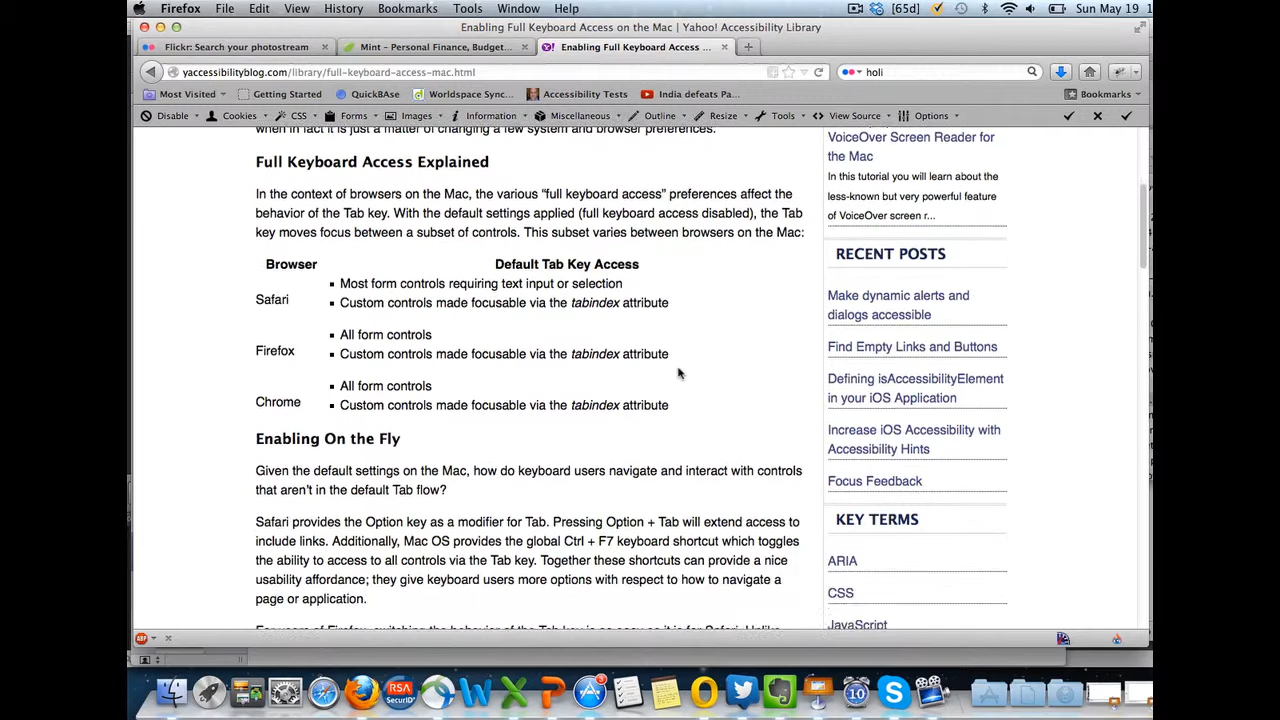 Firefox File Edit View History Bookmarks Tools Window Help [65d] Sun May 19 1
Enabling Full Keyboard Access on the Mac | Yahoo! Accessibility Library
Flickr: Search your photostream
Mint – Personal Finance, Budget...
Enabling Full Keyboard Access ...
yaccessibilityblog.com/library/full-keyboard-access-mac.html
holi
Most Visited Getting Started QuickBAse Worldspace Sync... Accessibility Tests India defeats Pa... Bookmarks
Disable Cookies CSS Forms Images Information Miscellaneous Outline Resize Tools View Source Options
when in fact it is just a matter of changing a few system and browser preferences.
Full Keyboard Access Explained
In the context of browsers on the Mac, the various “full keyboard access” preferences affect the
behavior of the Tab key. With the default settings applied (full keyboard access disabled), the Tab
key moves focus between a subset of controls. This subset varies between browsers on the Mac:
Browser Default Tab Key Access
Safari
Most form controls requiring text input or selection
Custom controls made focusable via the tabindex attribute
Firefox
All form controls
Custom controls made focusable via the tabindex attribute
Chrome
All form controls
Custom controls made focusable via the tabindex attribute
Enabling On the Fly
Given the default settings on the Mac, how do keyboard users navigate and interact with controls
that aren’t in the default Tab flow?
Safari provides the Option key as a modifier for Tab. Pressing Option + Tab will extend access to
include links. Additionally, Mac OS provides the global Ctrl + F7 keyboard shortcut which toggles
the ability to access to all controls via the Tab key. Together these shortcuts can provide a nice
usability affordance; they give keyboard users more options with respect to how to navigate a
page or application.
VoiceOver Screen Reader for
the Mac
In this tutorial you will learn about the
less-known but very powerful feature
of VoiceOver screen r...
RECENT POSTS
Make dynamic alerts and
dialogs accessible
Find Empty Links and Buttons
Defining isAccessibilityElement
in your iOS Application
Increase iOS Accessibility with
Accessibility Hints
Focus Feedback
KEY TERMS
ARIA
CSS
JavaScript
ABP
RSA
SecurID
3
10